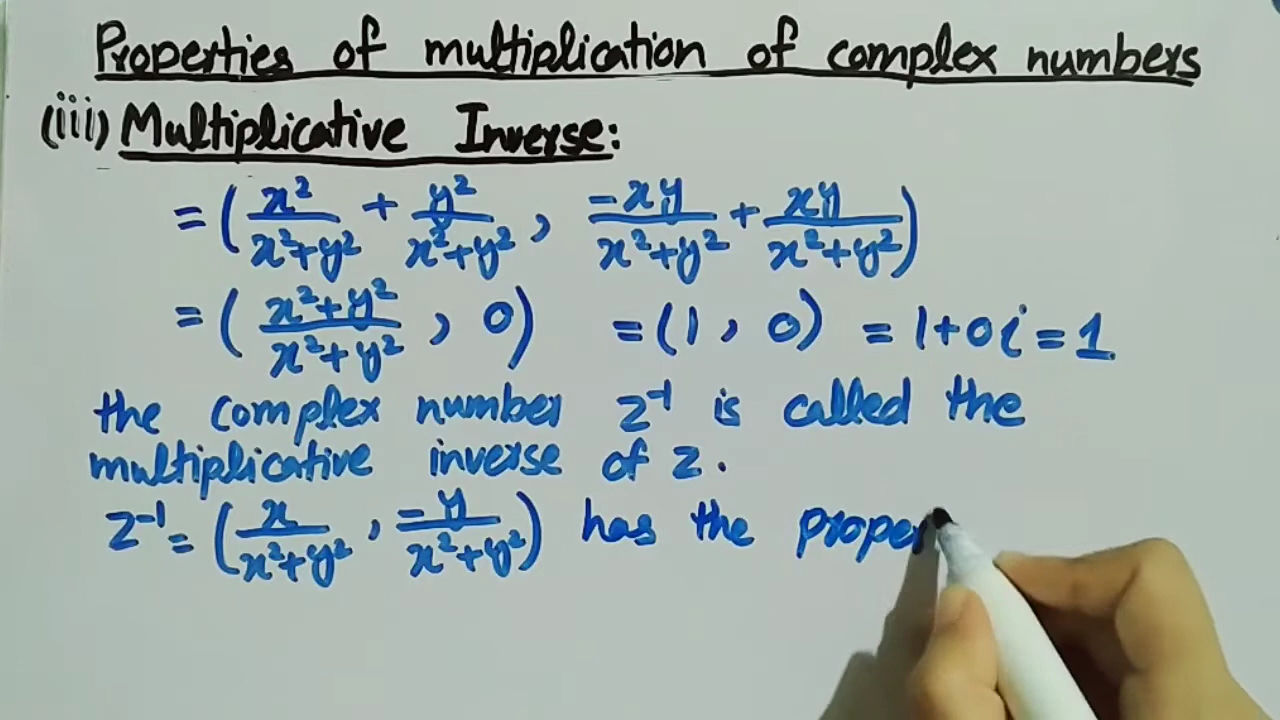 Properties of multiplication of complex numbers
(iii) Multiplicative Inverse:
= (x²/x²+y² + y²/x²+y², -xy/x²+y² + xy/x²+y²)
= (x²+y²/x²+y², 0) = (1, 0) = 1+0i = 1
the complex number z⁻¹ is called the
multiplicative inverse of z.
z⁻¹ = (x/x²+y², -y/x²+y²) has the proper